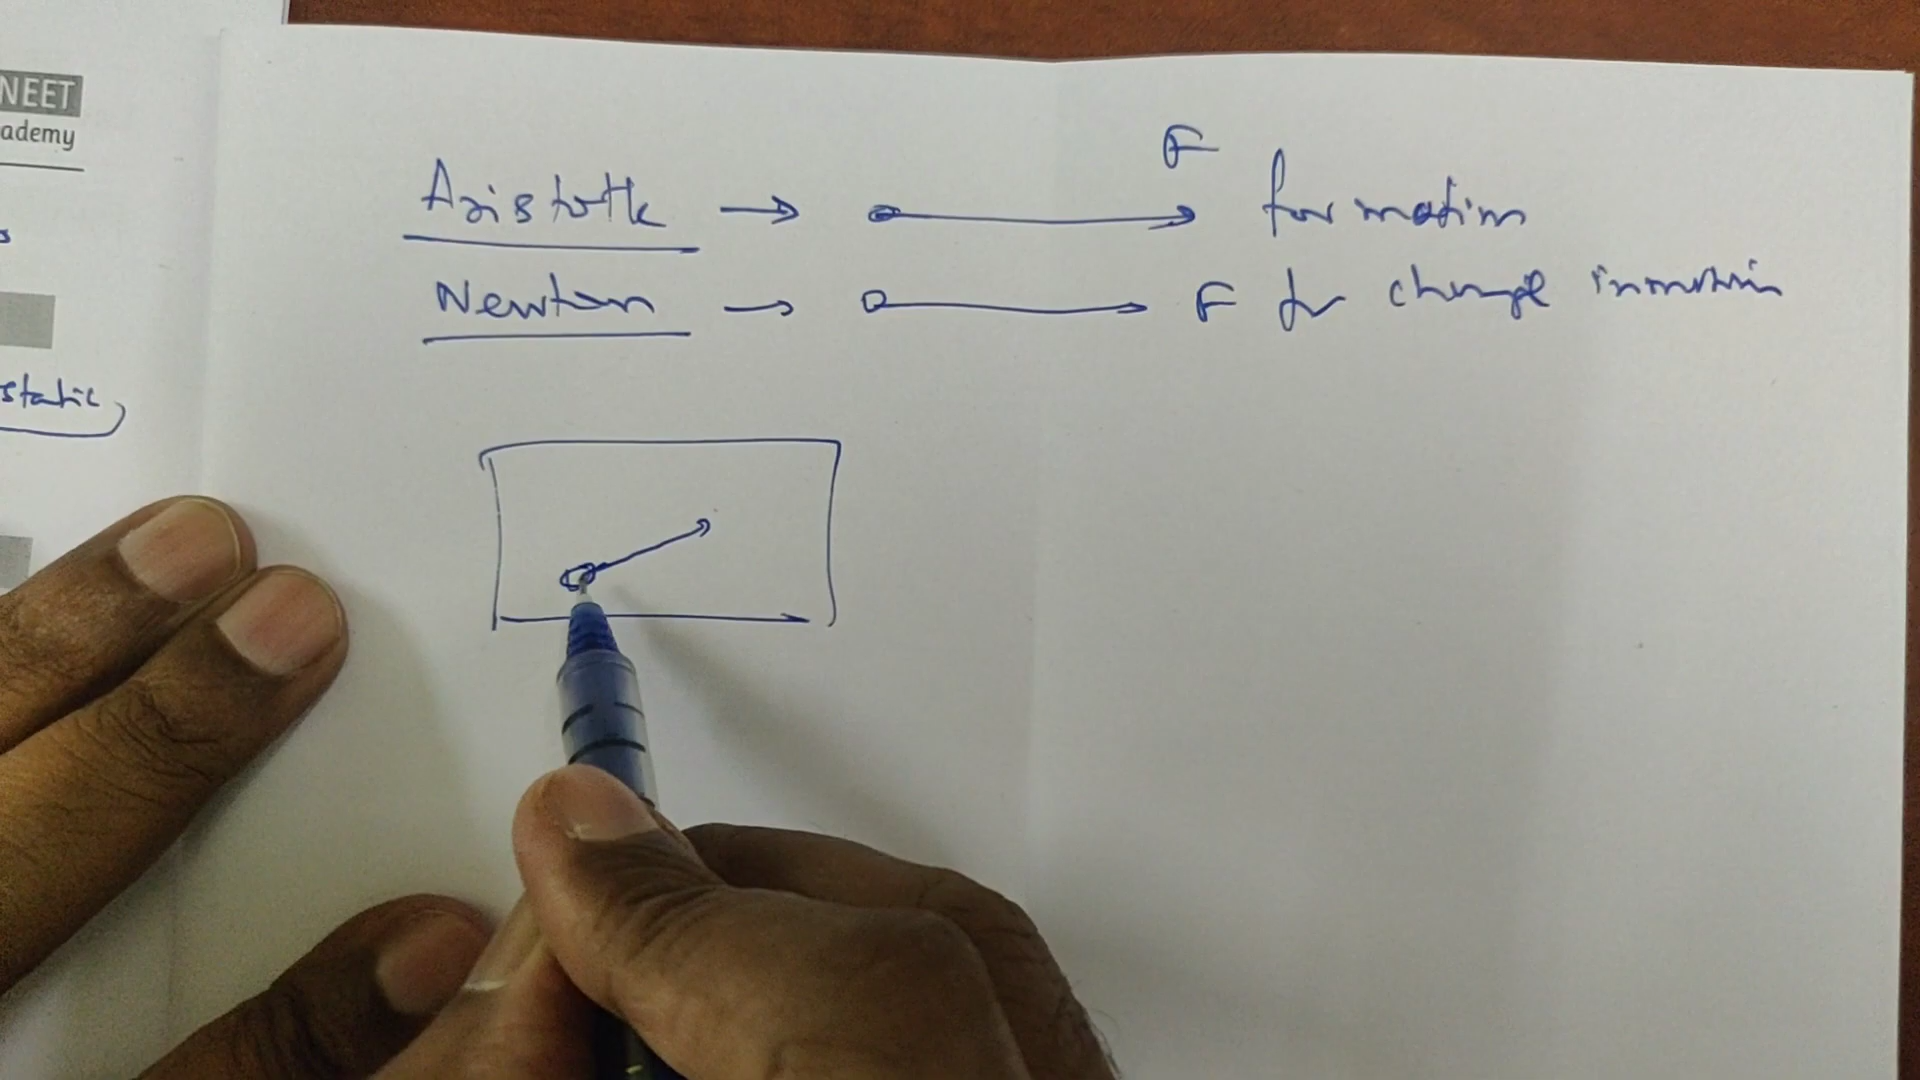 NEET
ademy
s
static
F
Aristotle → for motion
Newton → F for change in motion